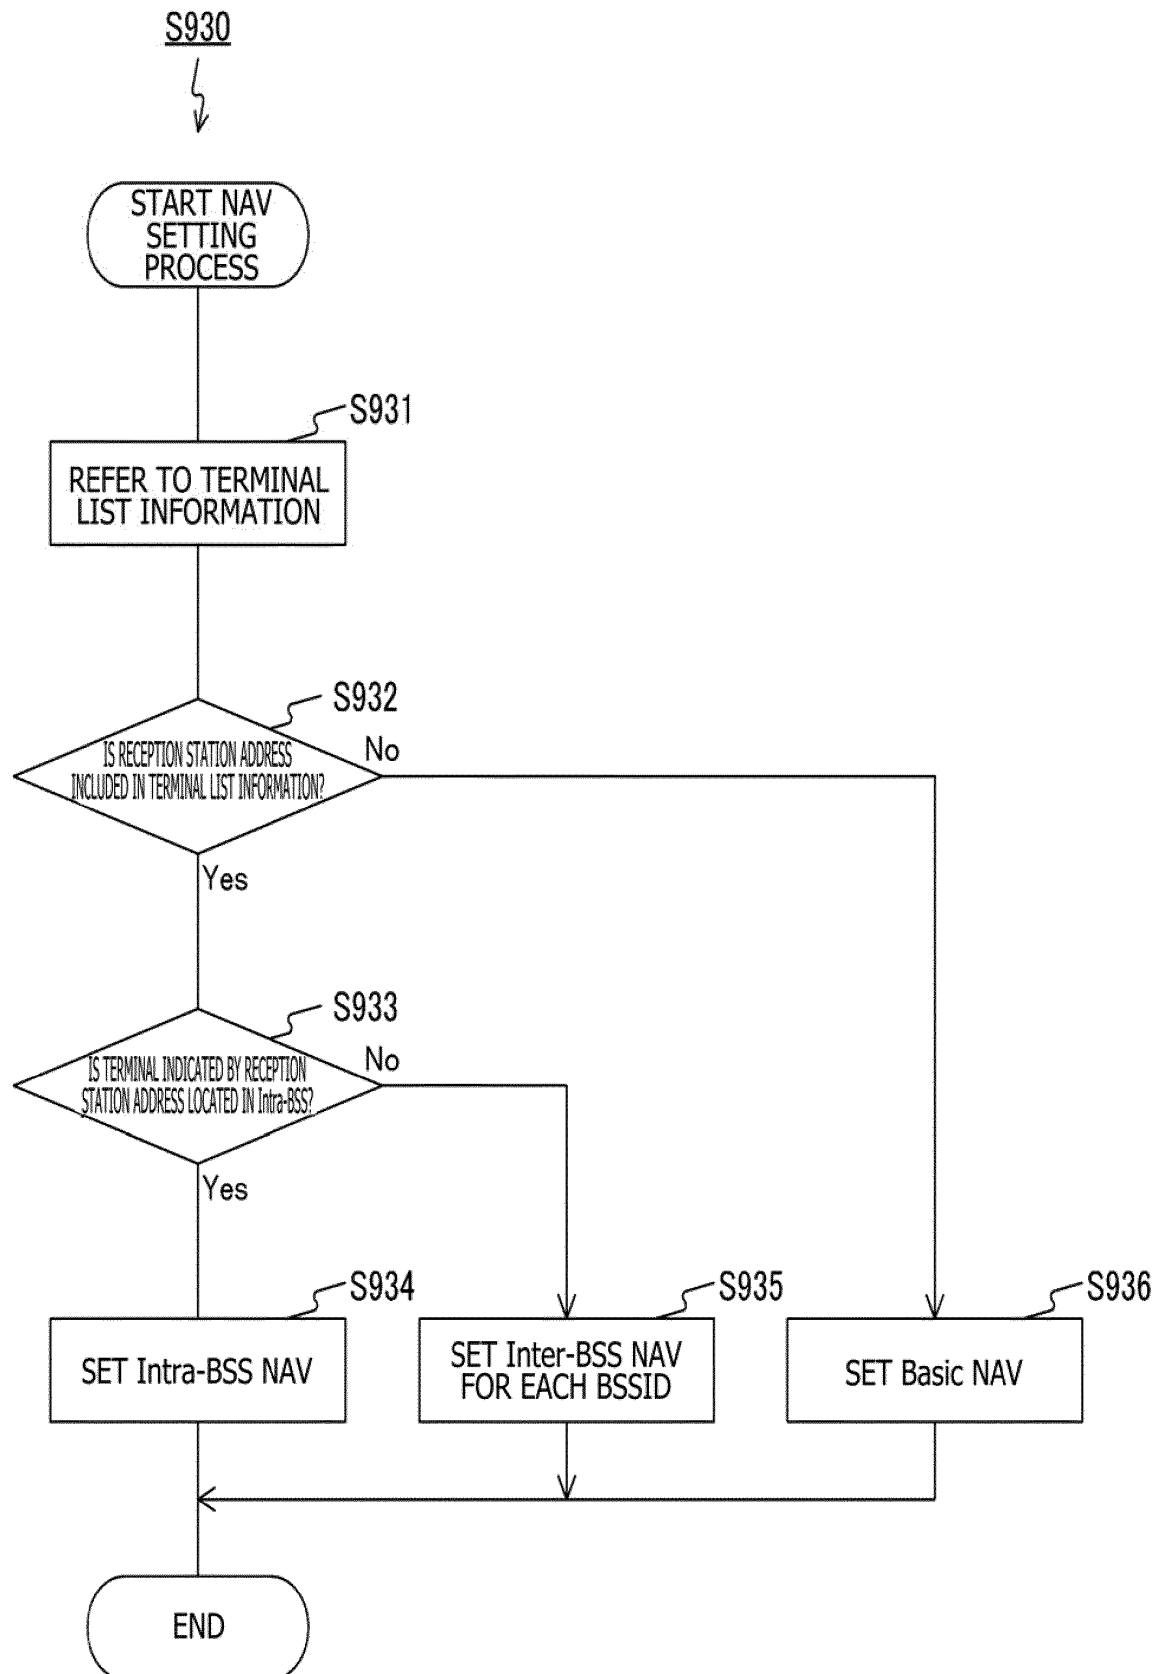 S930
START NAV
SETTING
PROCESS
S931
REFER TO TERMINAL
LIST INFORMATION
S932
IS RECEPTION STATION ADDRESS
INCLUDED IN TERMINAL LIST INFORMATION?
No
Yes
S933
IS TERMINAL INDICATED BY RECEPTION
STATION ADDRESS LOCATED IN Intra-BSS?
No
Yes
S934
SET Intra-BSS NAV
S935
SET Inter-BSS NAV
FOR EACH BSSID
S936
SET Basic NAV
END